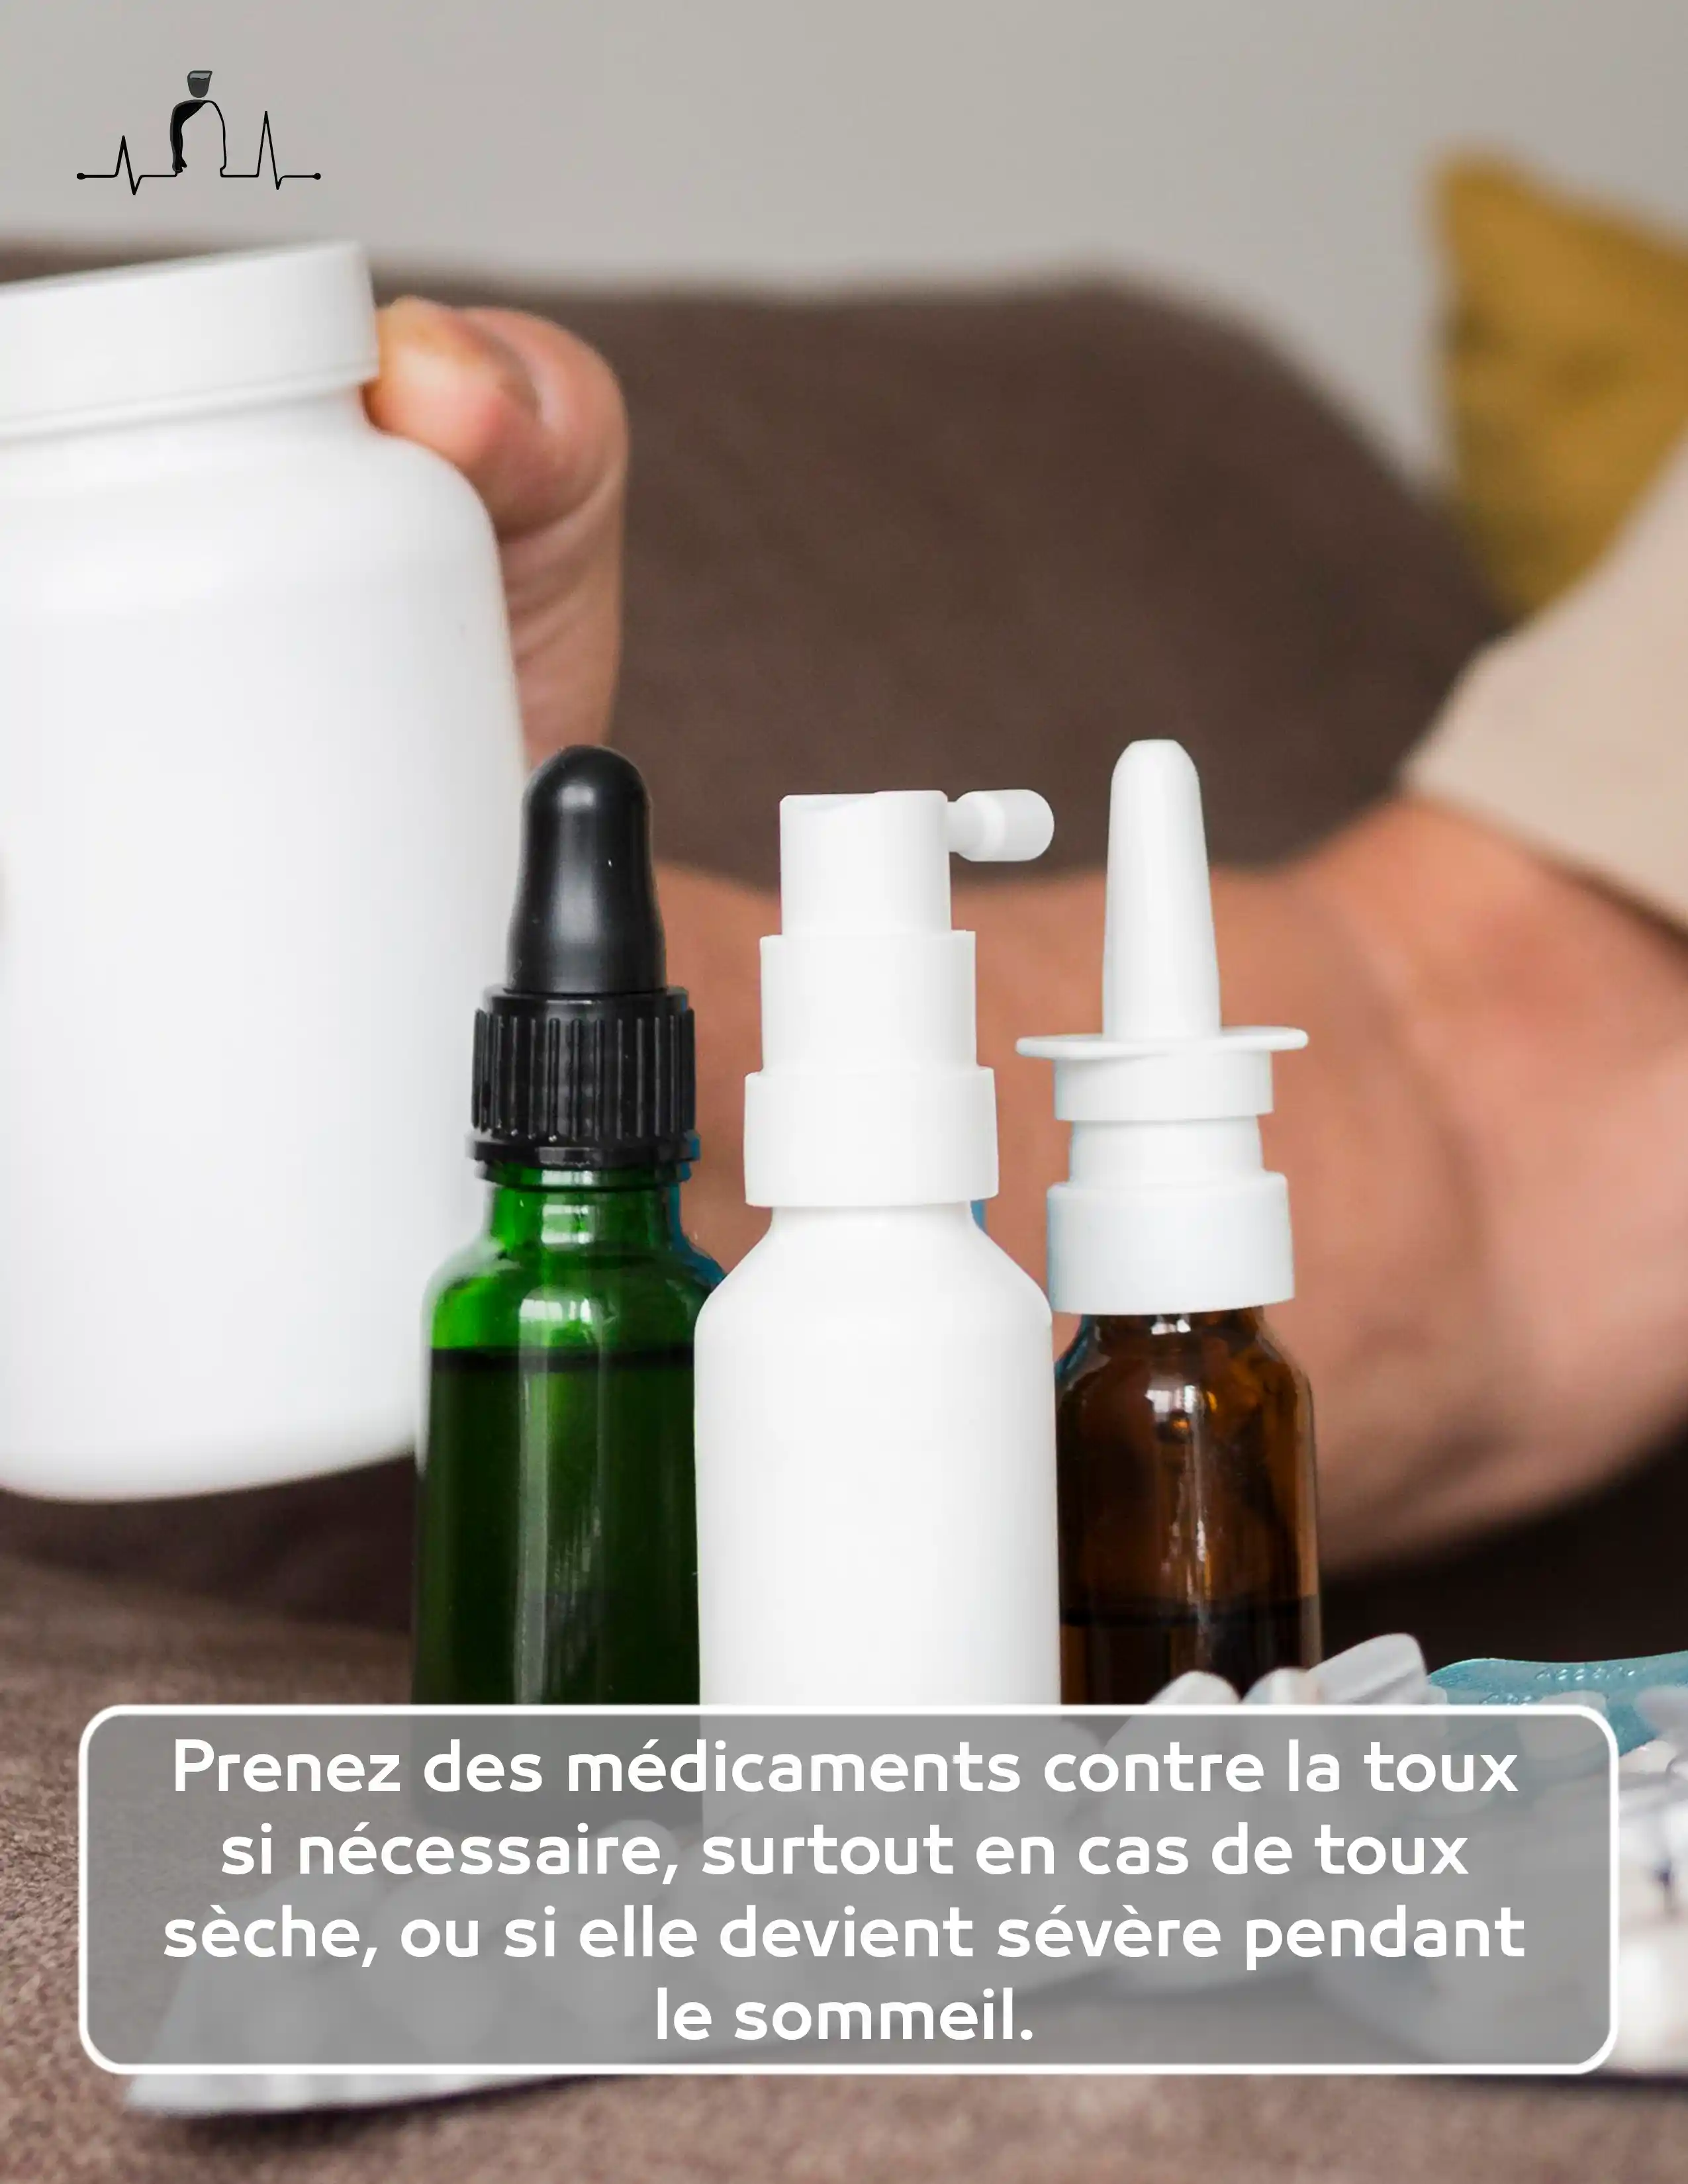 Prenez des médicaments contre la toux
si nécessaire, surtout en cas de toux
sèche, ou si elle devient sévère pendant
le sommeil.